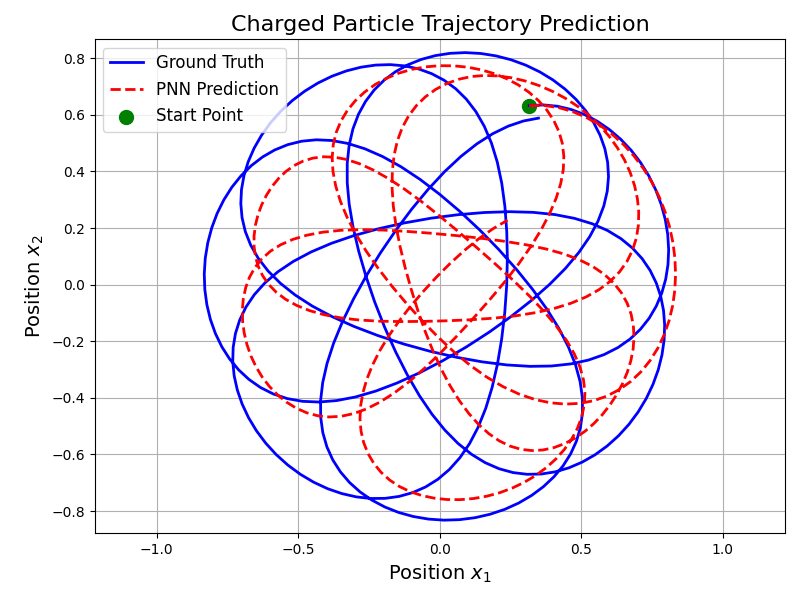 Charged Particle Trajectory Prediction
Ground Truth
PNN Prediction
Start Point
Position x₂
0.8
0.6
0.4
0.2
0.0
−0.2
−0.4
−0.6
−0.8
−1.0
−0.5
0.0
0.5
1.0
Position x₁